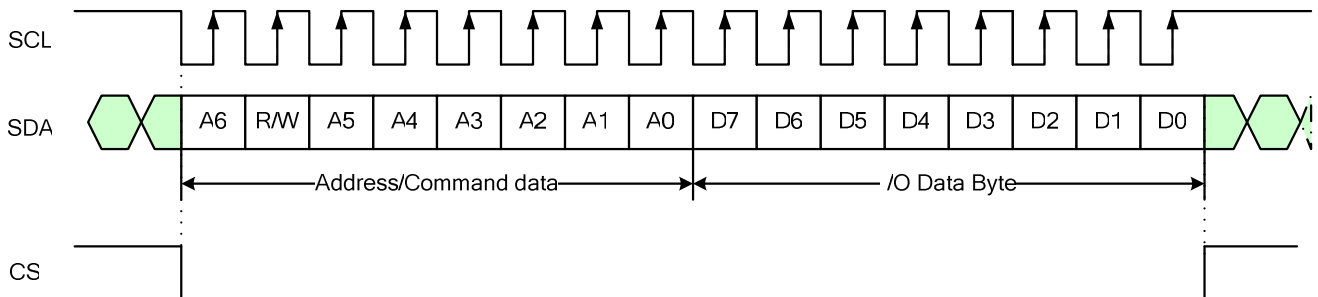 SCL
SDA
A6 R/W A5 A4 A3 A2 A1 A0 D7 D6 D5 D4 D3 D2 D1 D0
Address/Command data
/O Data Byte
CS